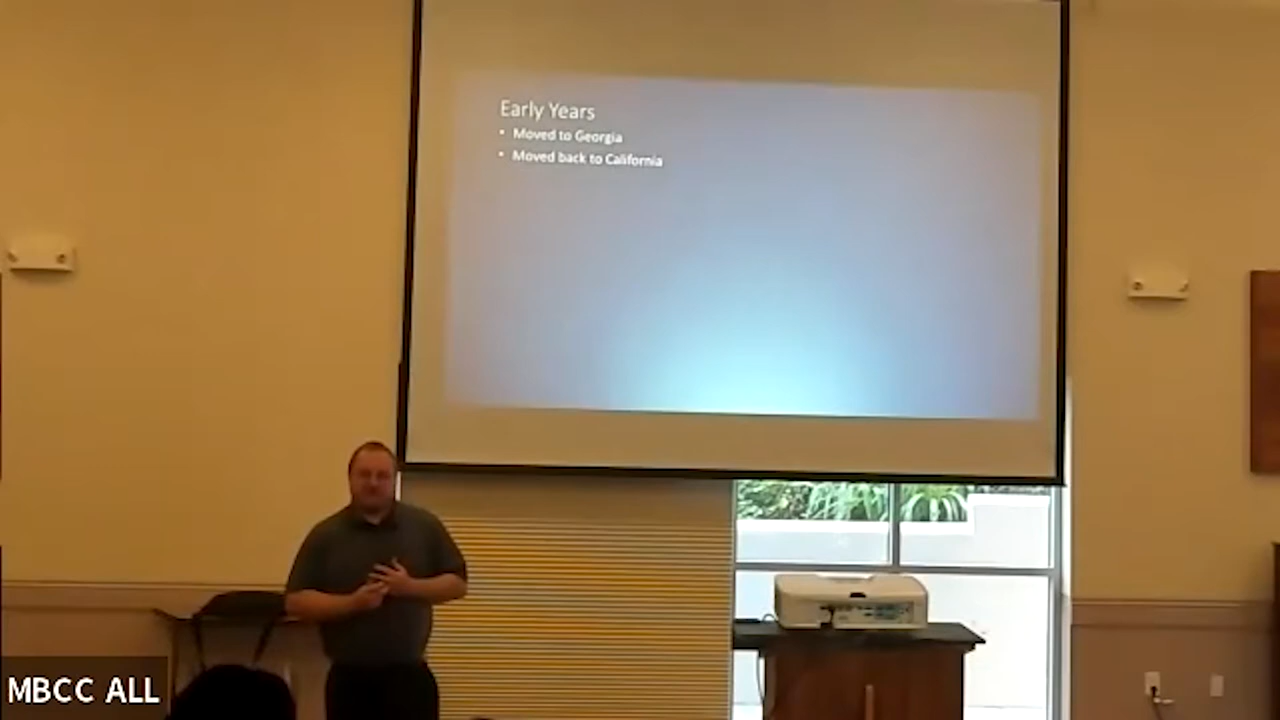 Early Years
• Moved to Georgia
• Moved back to California
MBCC ALL